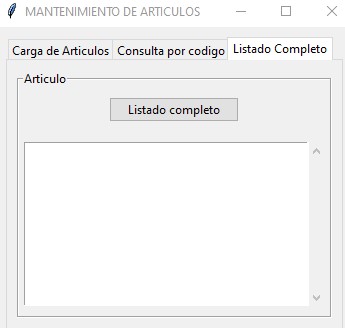 MANTENIMIENTO DE ARTICULOS
Carga de Articulos Consulta por codigo Listado Completo
Articulo
Listado completo